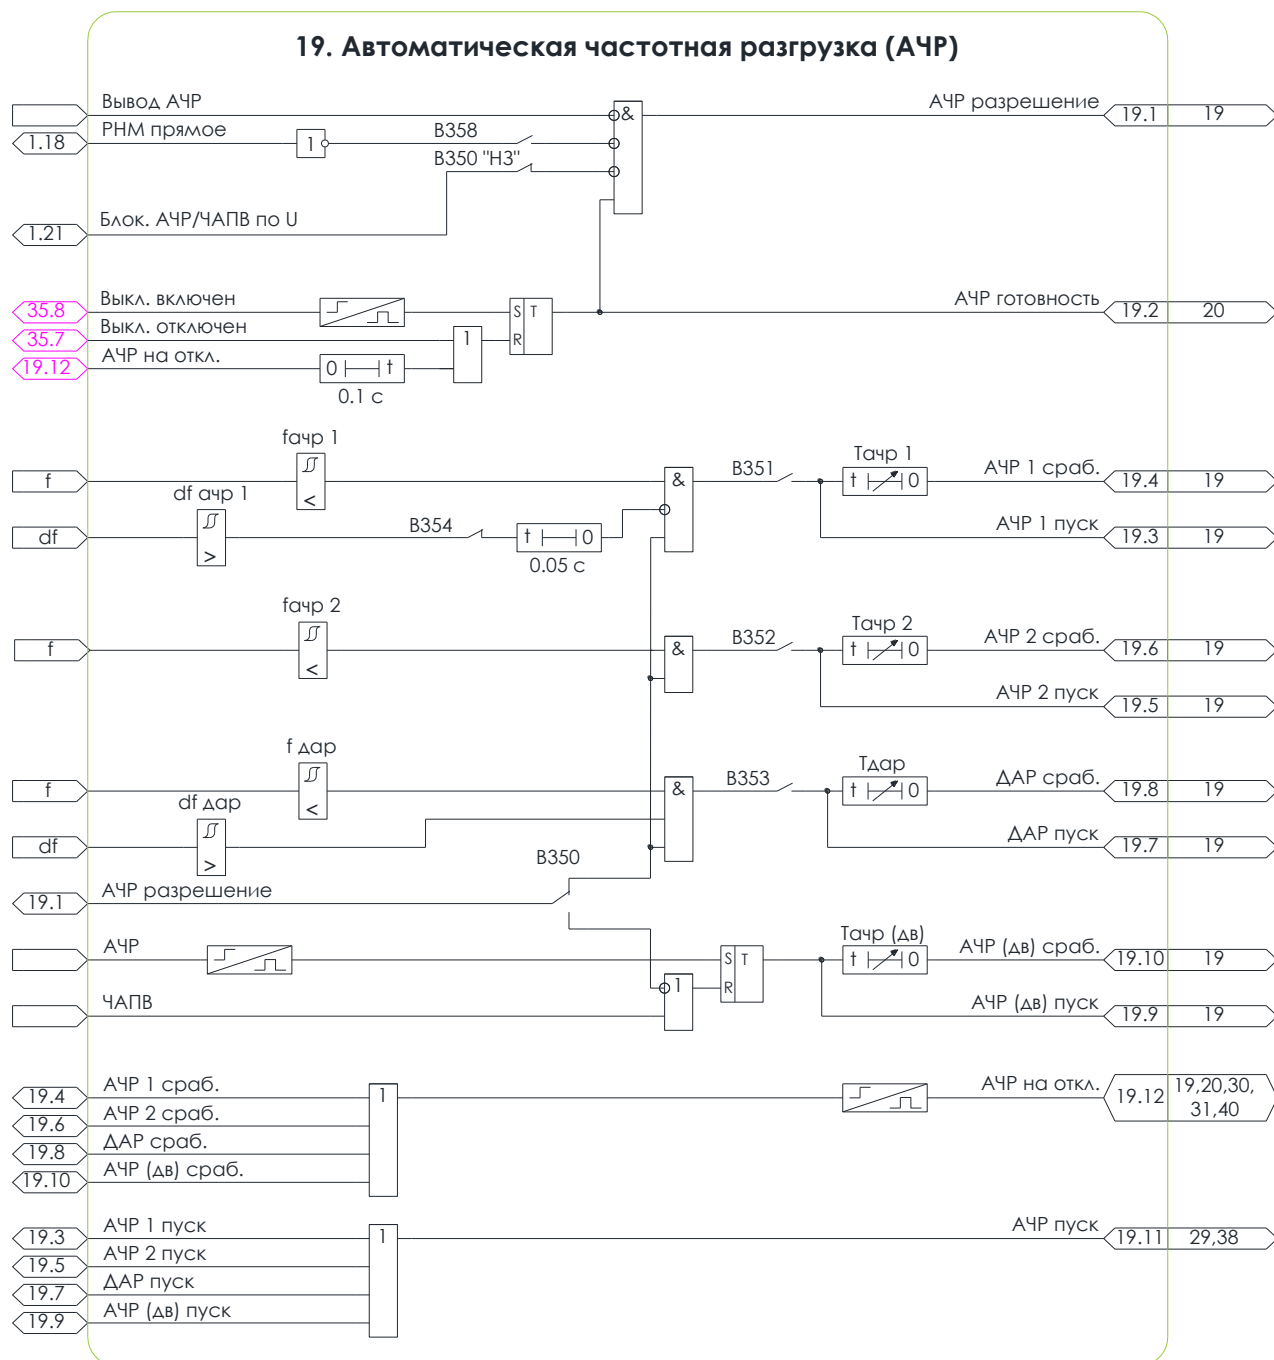 19. Автоматическая частотная разгрузка (АЧР)
Вывод АЧР
&
АЧР разрешение
19.1 19
1.18
РНМ прямое
1
В358
В350 "НЗ"
1.21
Блок. АЧР/ЧАПВ по U
35.8
Выкл. включен
S T
АЧР готовность
19.2 20
35.7
Выкл. отключен
1
R
19.12
АЧР на откл.
0 t
0.1 с
fачр 1
f
<
&
В351
Тачр 1
t 0
АЧР 1 сраб.
19.4 19
df ачр 1
df
>
В354
t 0
0.05 с
АЧР 1 пуск
19.3 19
fачр 2
f
<
&
В352
Тачр 2
t 0
АЧР 2 сраб.
19.6 19
АЧР 2 пуск
19.5 19
f дар
f
<
&
В353
Тдар
t 0
ДАР сраб.
19.8 19
df дар
df
>
ДАР пуск
19.7 19
В350
19.1
АЧР разрешение
АЧР
S T
Тачр (дв)
t 0
АЧР (дв) сраб.
19.10 19
ЧАПВ
1
R
АЧР (дв) пуск
19.9 19
19.4
АЧР 1 сраб.
1
АЧР на откл.
19.12
19,20,30,
31,40
19.6
АЧР 2 сраб.
19.8
ДАР сраб.
19.10
АЧР (дв) сраб.
19.3
АЧР 1 пуск
1
АЧР пуск
19.11 29,38
19.5
АЧР 2 пуск
19.7
ДАР пуск
19.9
АЧР (дв) пуск